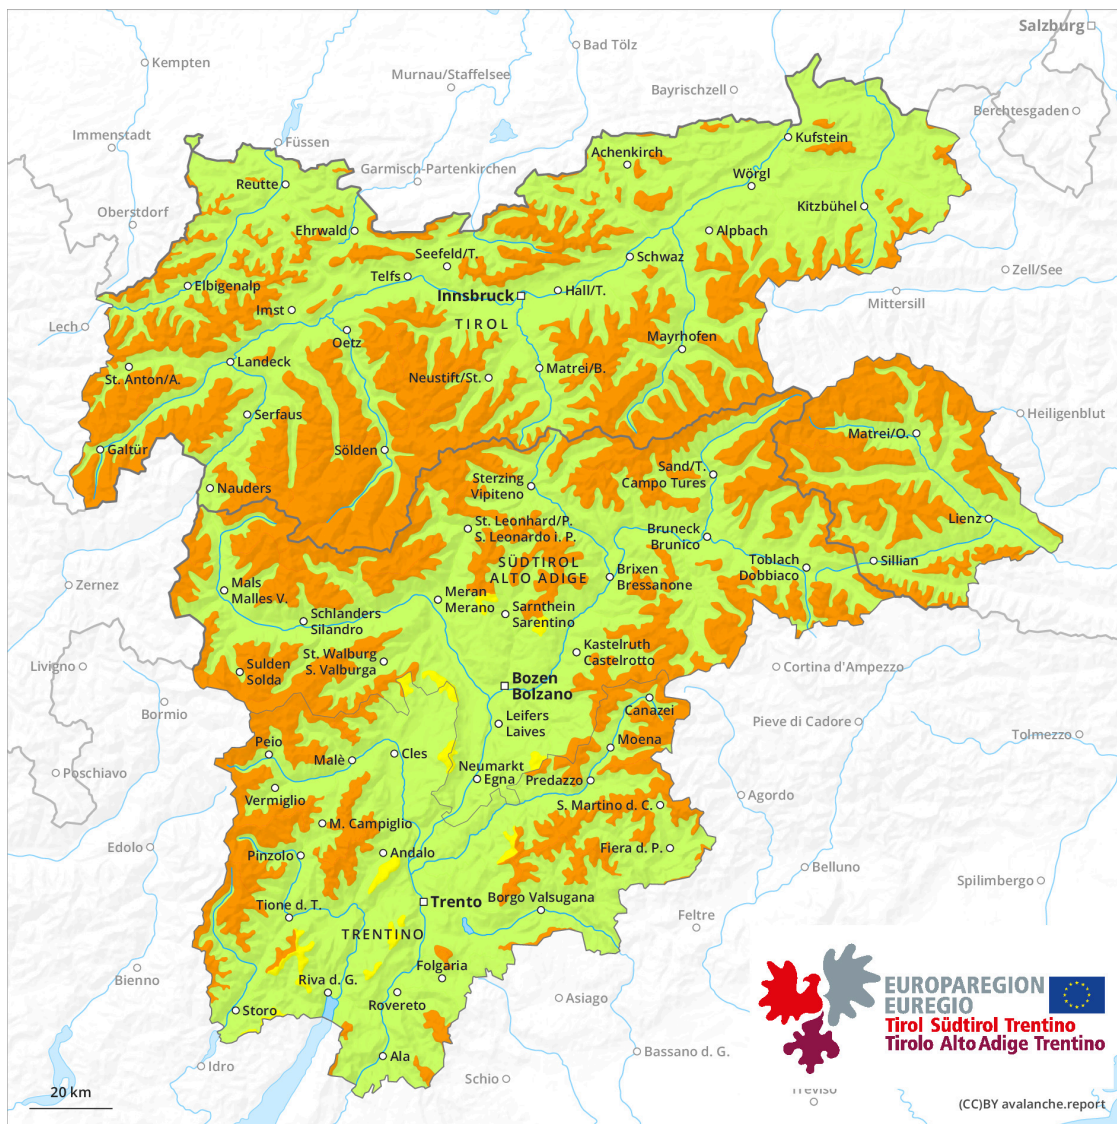 Salzburg
Bad Tölz
Kempten
Murnau/Staffelsee
Bayrischzell
Berchtesgaden
Immenstadt
Füssen
Kufstein
Achenkirch
Garmisch-Partenkirchen
Wörgl
Reutte
Oberstdorf
Kitzbühel
Ehrwald
Alpbach
Seefeld/T.
Schwaz
Telfs
Zell/See
Elbigenalp
Hall/T.
Innsbruck
Mittersill
Imst
TIROL
Lech
Oetz
Mayrhofen
Landeck
Matrei/B.
St. Anton/A.
Neustift/St.
Serfaus
Heiligenblut
Matrei/O.
Galtür
Sölden
Sand/T.
Campo Tures
Sterzing
Vipiteno
Nauders
Lienz
St. Leonhard/P.
S. Leonardo i. P.
Bruneck
Brunico
SÜDTIROL
ALTO ADIGE
Toblach
Dobbiaco
Sillian
Brixen
Bressanone
Zernez
Mals
Malles V.
Meran
Merano
Sarnthein
Sarentino
Schlanders
Silandro
Kastelruth
Castelrotto
St. Walburg
S. Valburga
Livigno
Sulden
Solda
Cortina d'Ampezzo
Bozen
Bolzano
Bormio
Canazei
Leifers
Laives
Pieve di Cadore
Tolmezzo
Peio
Moena
Malè
Cles
Neumarkt
Egna
Predazzo
Poschiavo
Vermiglio
Agordo
S. Martino d. C.
M. Campiglio
Edolo
Pinzolo
Andalo
Fiera d. P.
Belluno
Spilimbergo
Tione d. T.
Trento
Borgo Valsugana
Feltre
TRENTINO
Folgaria
Bienno
Riva d. G.
Rovereto
Asiago
Storo
EUROPAREGION
EUREGIO
Tirol Südtirol Trentino
Tirolo Alto Adige Trentino
Ala
Bassano d. G.
Idro
Schio
20 km
Treviso
(CC)BY avalanche.report